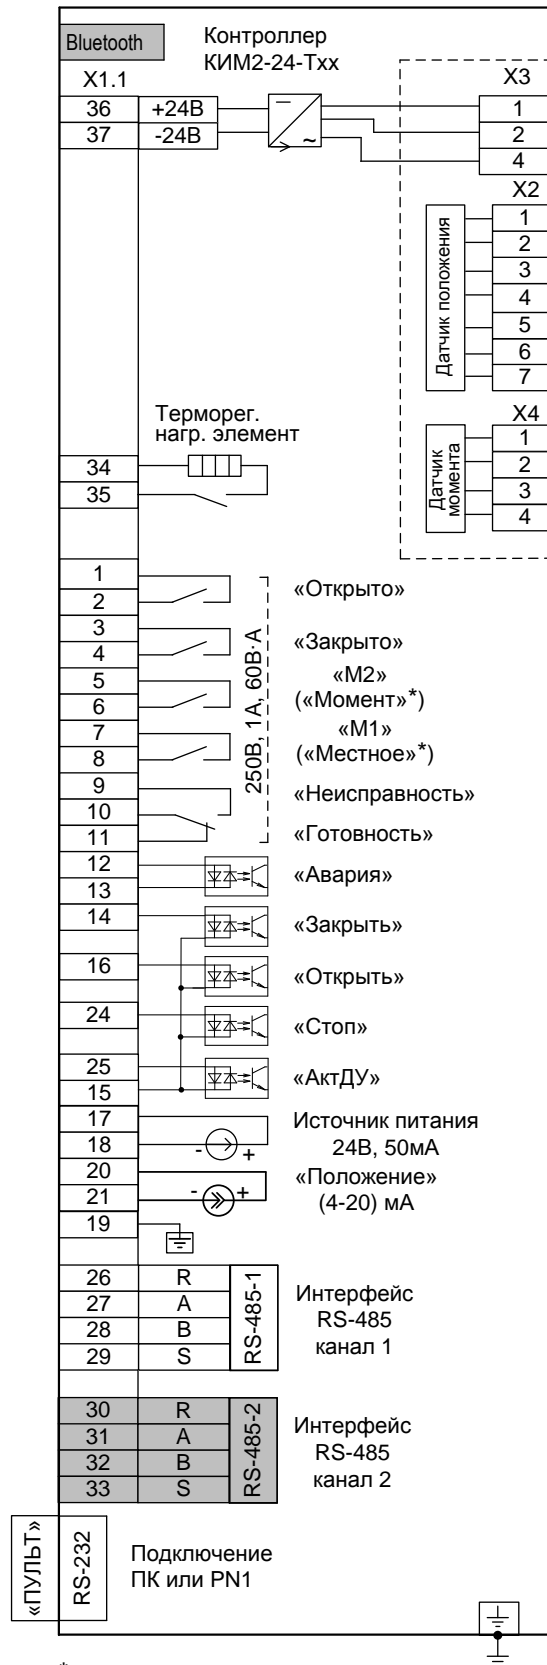 Bluetooth
Контроллер
КИМ2-24-Тхх
X1.1
X3
36 +24В
37 -24В
− ~
1
2
4
X2
Датчик положения
1
2
3
4
5
6
7
Терморег.
нагр. элемент
34
35
X4
Датчик
момента
1
2
3
4
1
2
«Открыто»
3
4
«Закрыто»
5
6
«М2»
(«Момент»*)
7
8
«М1»
(«Местное»*)
250В, 1А, 60В·А
9
10
11
«Неисправность»
«Готовность»
12
13
«Авария»
14
«Закрыть»
16
«Открыть»
24
«Стоп»
25
15
«АктДУ»
17
18
- +
Источник питания
24В, 50мА
20
21
- +
«Положение»
(4-20) мА
19
26 R
27 A
28 B
29 S
RS-485-1
Интерфейс
RS-485
канал 1
30 R
31 A
32 B
33 S
RS-485-2
Интерфейс
RS-485
канал 2
«ПУЛЬТ»
RS-232
Подключение
ПК или PN1
*